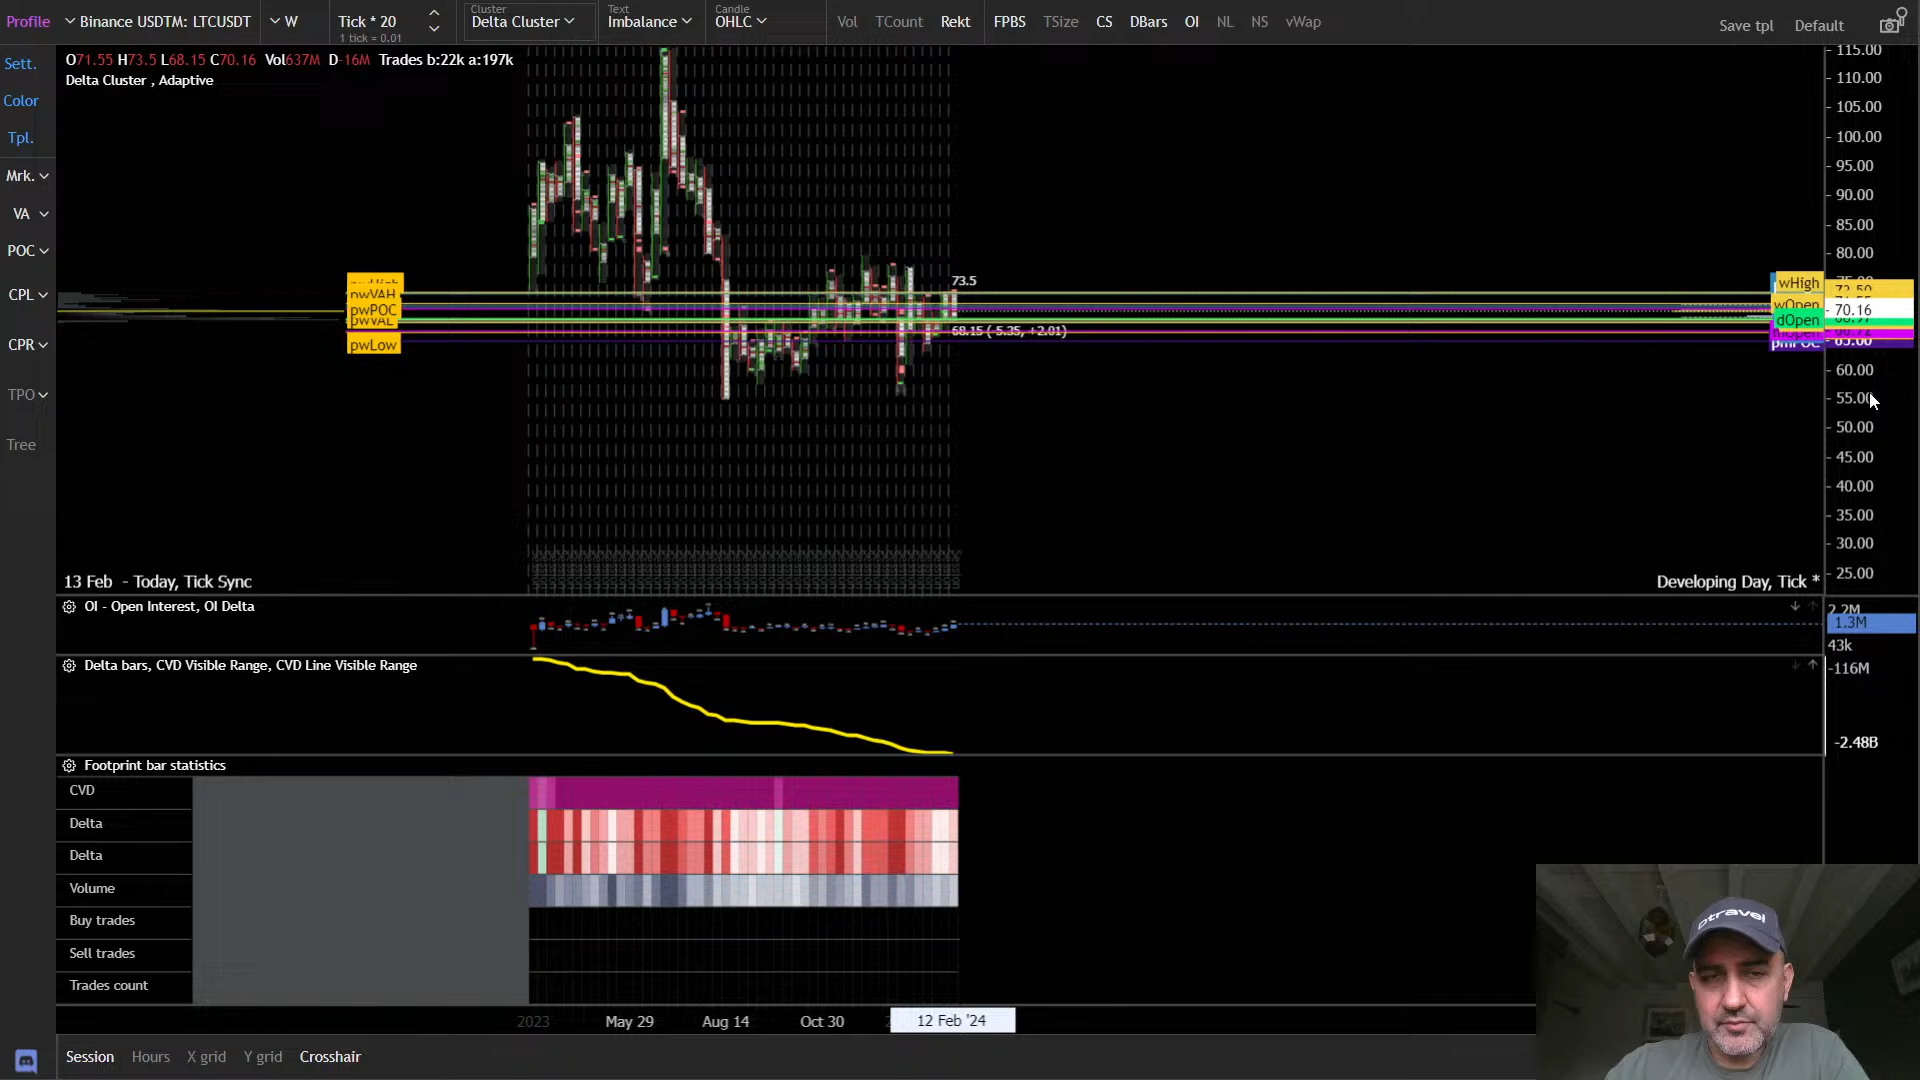 Profile Binance USDTM: LTCUSDT W Tick * 20 1 tick = 0.01 Cluster Delta Cluster Text Imbalance Candle OHLC Vol TCount Rekt FPBS TSize CS DBars OI NL NS vWap Save tpl Default
Sett.
Color
Tpl.
Mrk.
VA
POC
CPL
CPR
TPO
Tree
O71.55 H73.5 L68.15 C70.16 Vol637M D-16M Trades b:22k a:197k
Delta Cluster , Adaptive
73.5
68.15 (-5.35, +2.01)
pwVAH
pwPOC
pwVAL
pwLow
wHigh
wOpen
dOpen
pmPOC
115.00
110.00
105.00
100.00
95.00
90.00
85.00
80.00
70.16
65.00
60.00
55.00
50.00
45.00
40.00
35.00
30.00
25.00
13 Feb - Today, Tick Sync
Developing Day, Tick *
OI - Open Interest, OI Delta
2.2M
1.3M
43k
Delta bars, CVD Visible Range, CVD Line Visible Range
-116M
-2.48B
Footprint bar statistics
CVD
Delta
Delta
Volume
Buy trades
Sell trades
Trades count
2023 May 29 Aug 14 Oct 30 12 Feb '24
Session Hours X grid Y grid Crosshair
ptravel